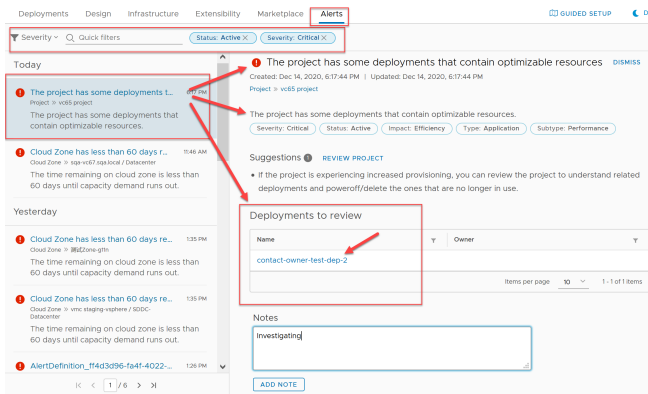 Deployments Design Infrastructure Extensibility Marketplace Alerts GUIDED SETUP D
Severity Quick filters Status: Active × Severity: Critical ×
Today
The project has some deployments t... 6:17 PM
Project » vc65 project
The project has some deployments that
contain optimizable resources.
Cloud Zone has less than 60 days re... 11:46 AM
Cloud Zone » sqa-vc67.sqa.local / Datacenter
The time remaining on cloud zone is less than
60 days until capacity demand runs out.
Yesterday
Cloud Zone has less than 60 days re... 1:35 PM
Cloud Zone » 测试Zone-g11n
The time remaining on cloud zone is less than
60 days until capacity demand runs out.
Cloud Zone has less than 60 days re... 1:35 PM
Cloud Zone » vmc staging-vsphere / SDDC-
Datacenter
The time remaining on cloud zone is less than
60 days until capacity demand runs out.
AlertDefinition_ff4d3d96-fa4f-4022-... 1:26 PM
1 / 6
The project has some deployments that contain optimizable resources DISMISS
Created: Dec 14, 2020, 6:17:44 PM | Updated: Dec 14, 2020, 6:17:44 PM
Project » vc65 project
The project has some deployments that contain optimizable resources.
Severity: Critical Status: Active Impact: Efficiency Type: Application Subtype: Performance
Suggestions REVIEW PROJECT
• If the project is experiencing increased provisioning, you can review the project to understand related
deployments and poweroff/delete the ones that are no longer in use.
Deployments to review
Name Owner
contact-owner-test-dep-2
Items per page 10 1 - 1 of 1 items
Notes
Investigating
ADD NOTE